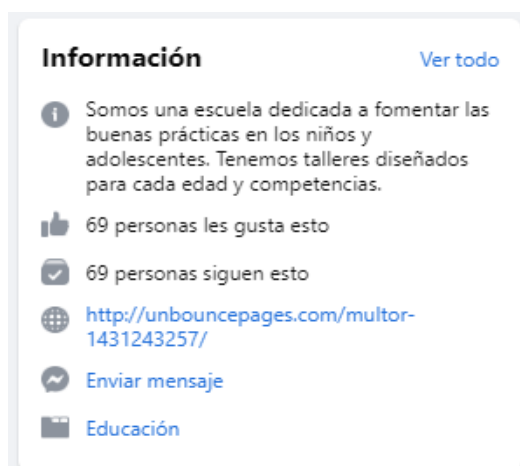 Información
Ver todo
Somos una escuela dedicada a fomentar las
buenas prácticas en los niños y
adolescentes. Tenemos talleres diseñados
para cada edad y competencias.
69 personas les gusta esto
69 personas siguen esto
http://unbouncepages.com/multor-
1431243257/
Enviar mensaje
Educación